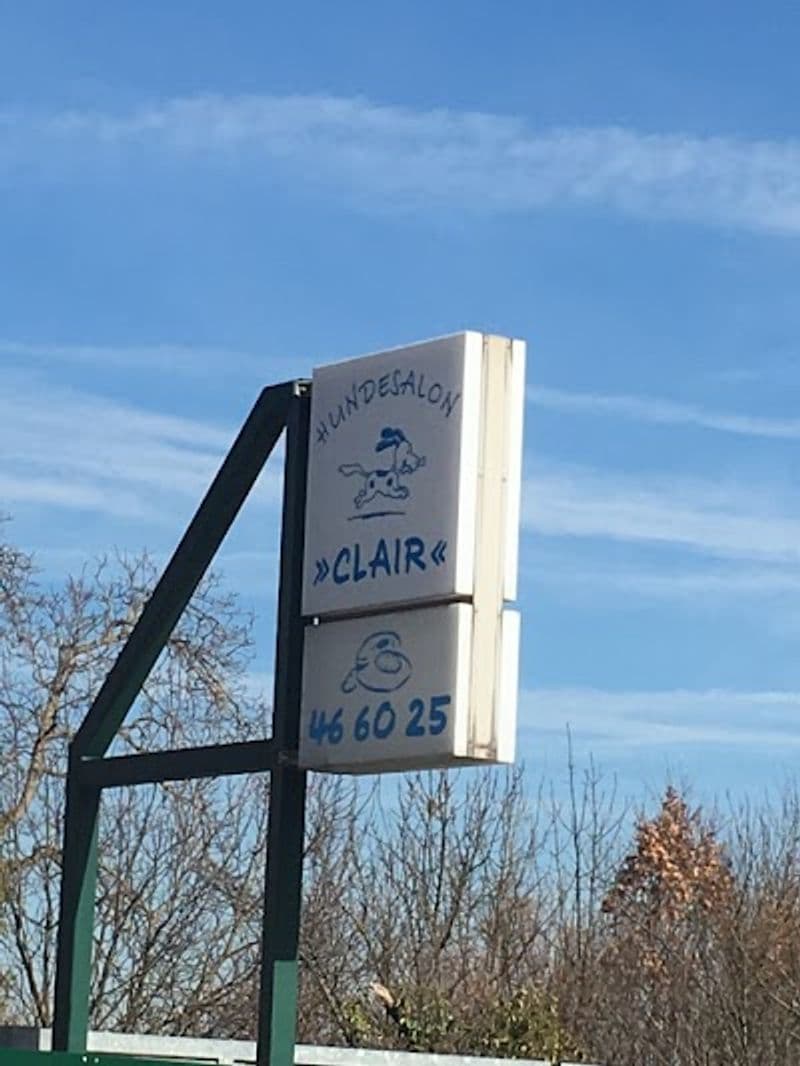 HUNDESALON
»CLAIR«
46 60 25